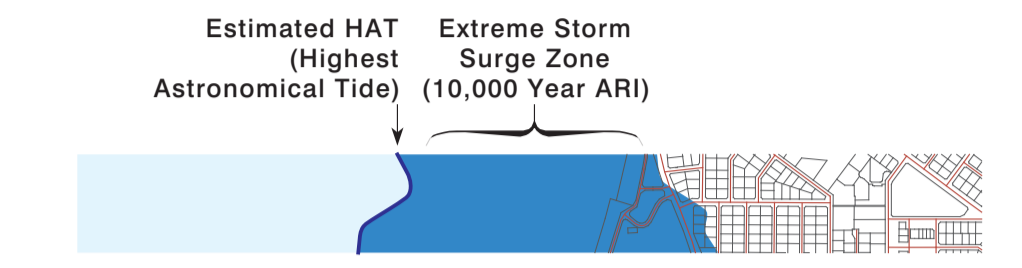 Estimated HAT
(Highest
Astronomical Tide)
Extreme Storm
Surge Zone
(10,000 Year ARI)